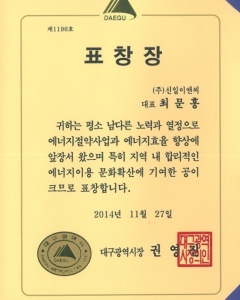 DAEGU
제1196호
표창장
(주)신일이앤씨
대표 최문홍
귀하는 평소 남다른 노력과 열정으로
에너지절약사업과 에너지효율 향상에
앞장서 왔으며 특히 지역 내 합리적인
에너지이용 문화확산에 기여한 공이
크므로 표창합니다.
2014년 11월 27일
대구광역시장 권영진